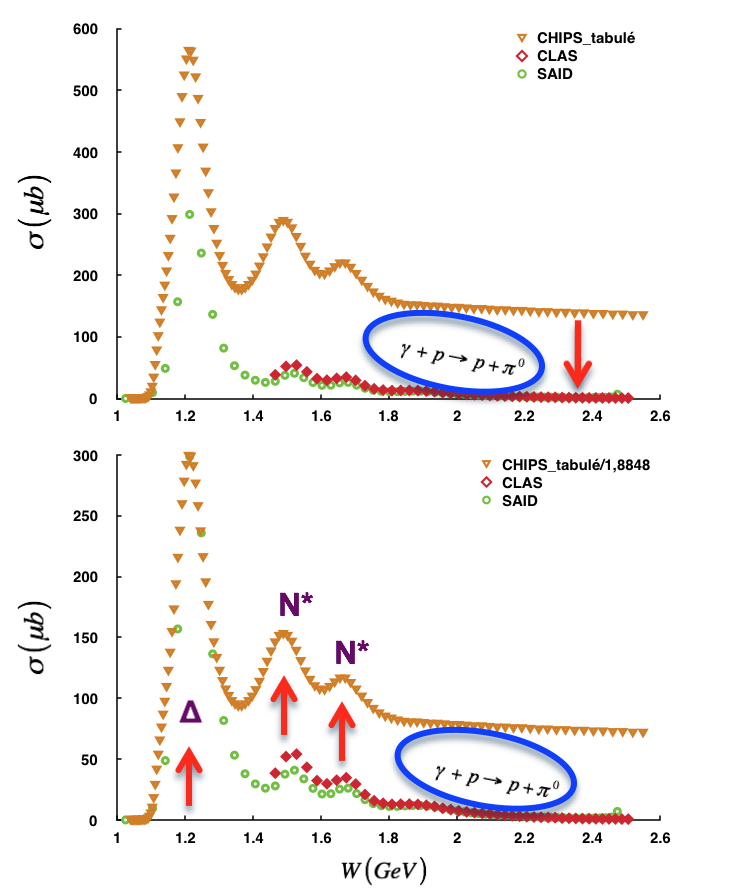 600
CHIPS_tabulé
CLAS
SAID
500
400
σ(μb)
300
200
100
γ + p → p + π⁰
0
1 1.2 1.4 1.6 1.8 2 2.2 2.4 2.6
300
CHIPS_tabulé/1,8848
CLAS
SAID
250
200
N*
σ(μb)
150
N*
100
Δ
50
γ + p → p + π⁰
0
1 1.2 1.4 1.6 1.8 2 2.2 2.4 2.6
W(GeV)